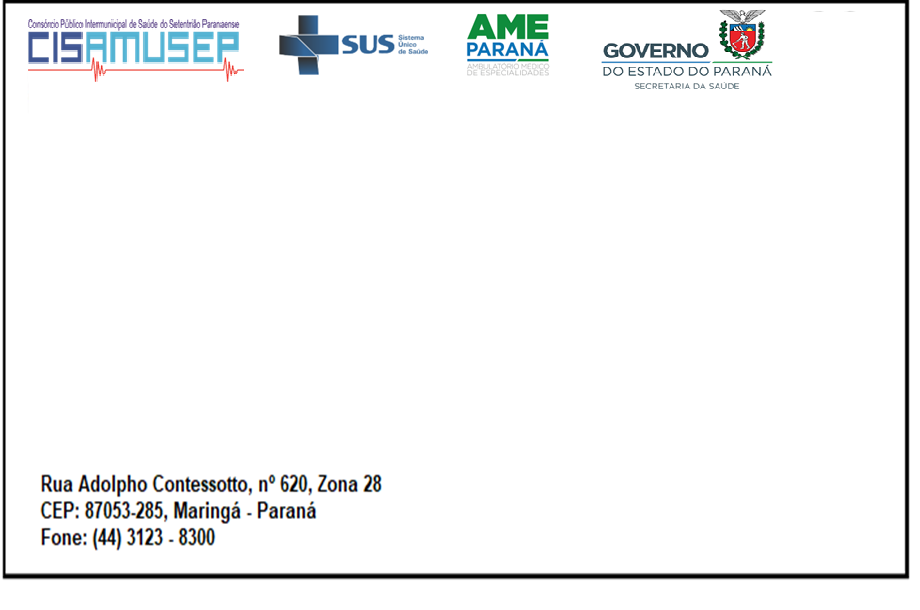 Consórcio Público Intermunicipal de Saúde do Setentrião Paranaense
CISAMUSEP
SUS Sistema Único de Saúde
AME
PARANÁ
AMBULATÓRIO MÉDICO
DE ESPECIALIDADES
GOVERNO
DO ESTADO DO PARANÁ
SECRETARIA DA SAÚDE
Rua Adolpho Contessotto, nº 620, Zona 28
CEP: 87053-285, Maringá - Paraná
Fone: (44) 3123 - 8300